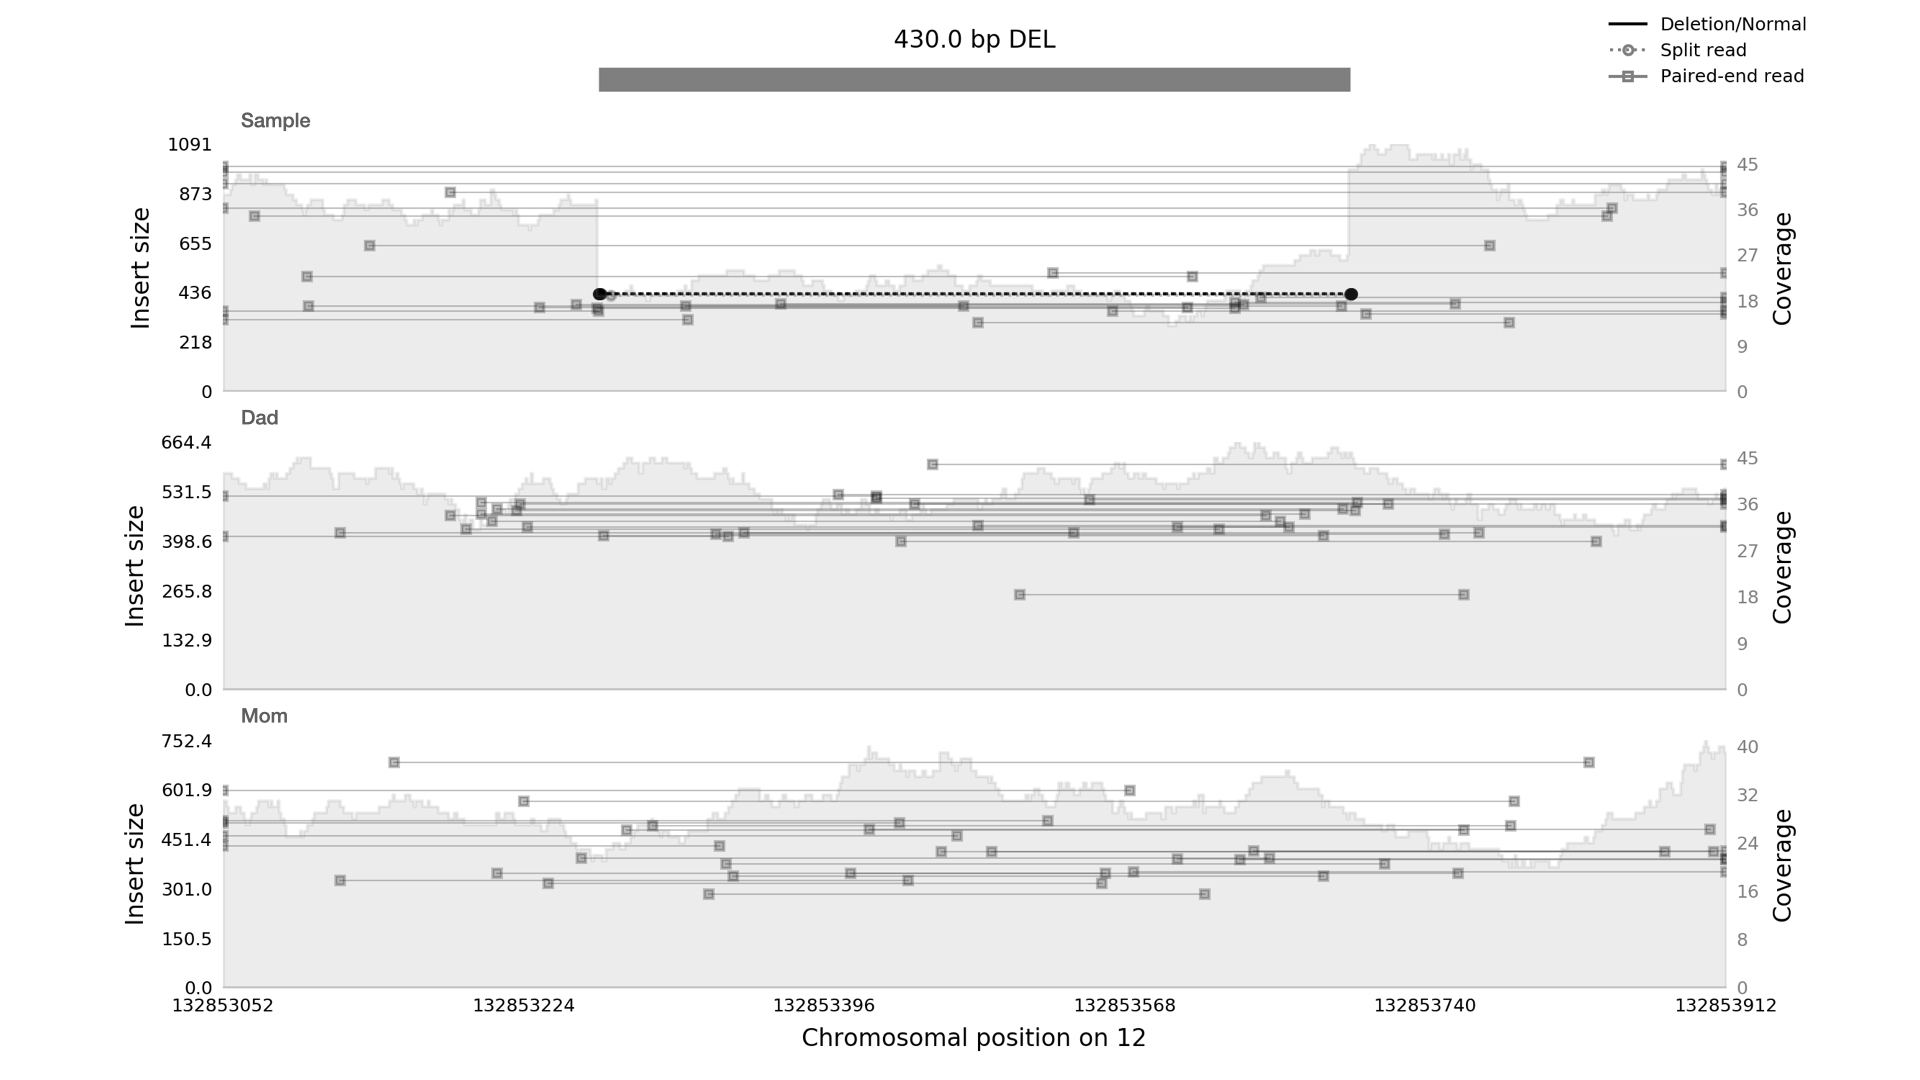 430.0 bp DEL
Deletion/Normal
Split read
Paired-end read
Sample
1091
873
655
436
218
0
Insert size
45
36
27
18
9
0
Coverage
Dad
664.4
531.5
398.6
265.8
132.9
0.0
Insert size
45
36
27
18
9
0
Coverage
Mom
752.4
601.9
451.4
301.0
150.5
0.0
Insert size
40
32
24
16
8
0
Coverage
132853052 132853224 132853396 132853568 132853740 132853912
Chromosomal position on 12